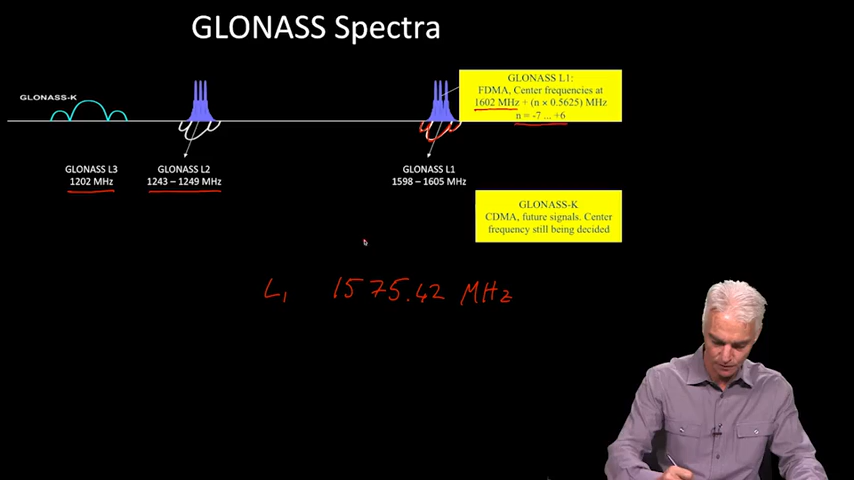 GLONASS Spectra
GLONASS-K
GLONASS L1:
FDMA, Center frequencies at
1602 MHz + (n x 0.5625) MHz
n = -7 ... +6
GLONASS L3
1202 MHz
GLONASS L2
1243 – 1249 MHz
GLONASS L1
1598 – 1605 MHz
GLONASS-K
CDMA, future signals. Center
frequency still being decided
L1 1575.42 MHz